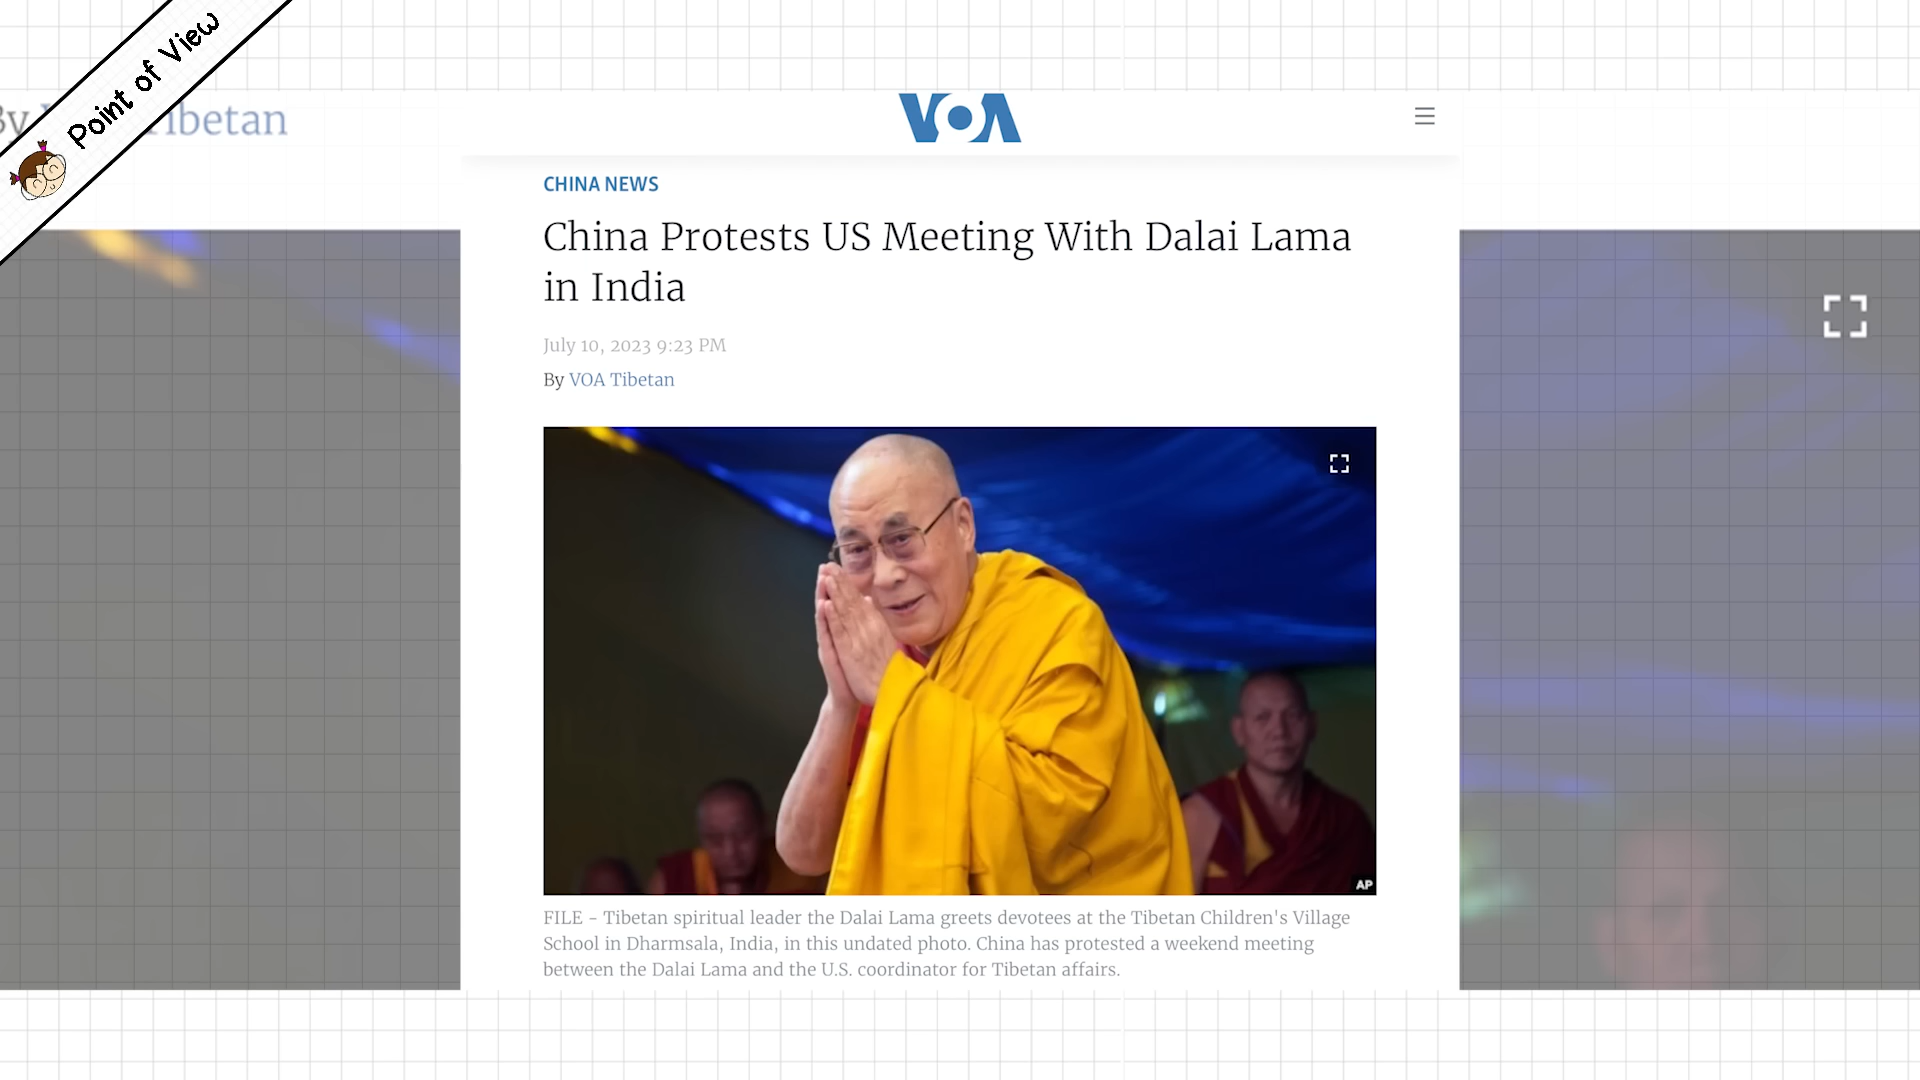 Point of View
By Tibetan
VOA
CHINA NEWS
China Protests US Meeting With Dalai Lama
in India
July 10, 2023 9:23 PM
By VOA Tibetan
AP
FILE - Tibetan spiritual leader the Dalai Lama greets devotees at the Tibetan Children's Village
School in Dharmsala, India, in this undated photo. China has protested a weekend meeting
between the Dalai Lama and the U.S. coordinator for Tibetan affairs.